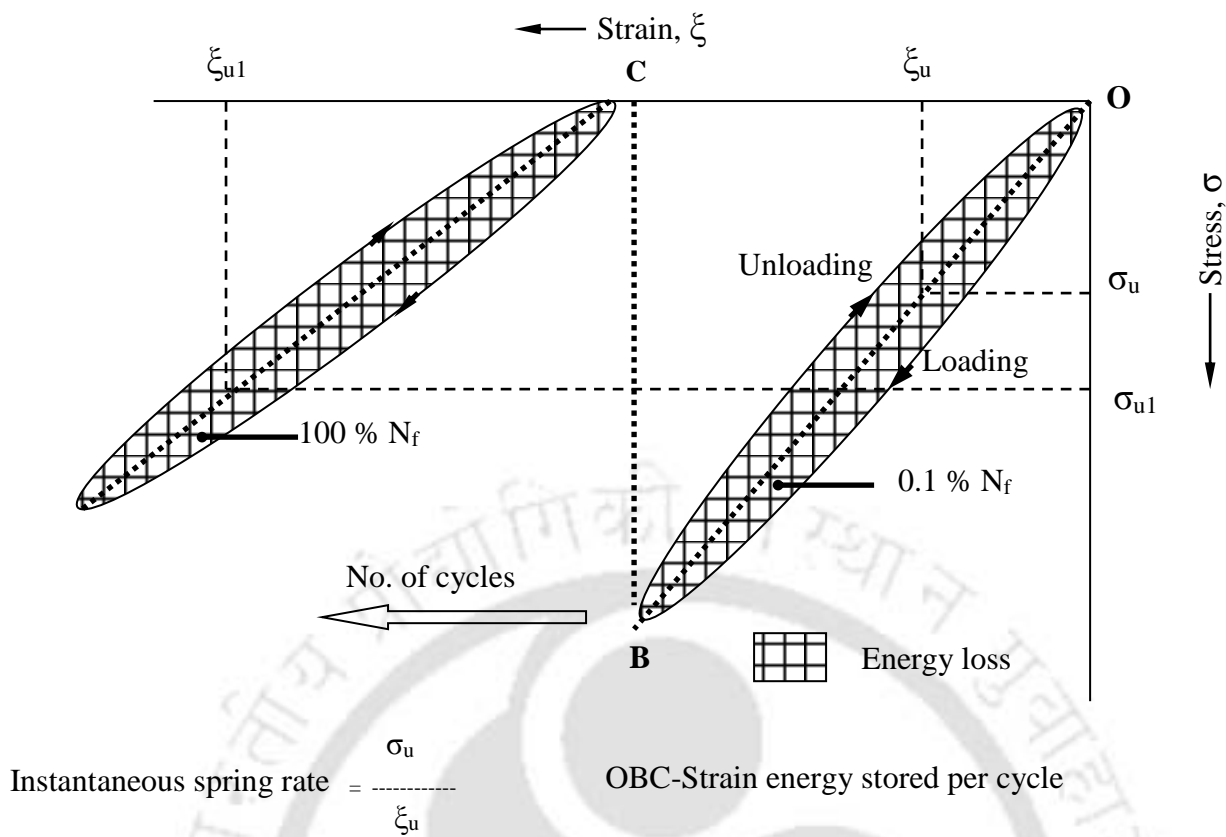 Strain, ξ
ξu1
C
ξu
O
Stress, σ
Unloading
σu
Loading
σu1
100 % Nf
0.1 % Nf
No. of cycles
B
Energy loss
σu
Instantaneous spring rate = ------------
ξu
OBC-Strain energy stored per cycle